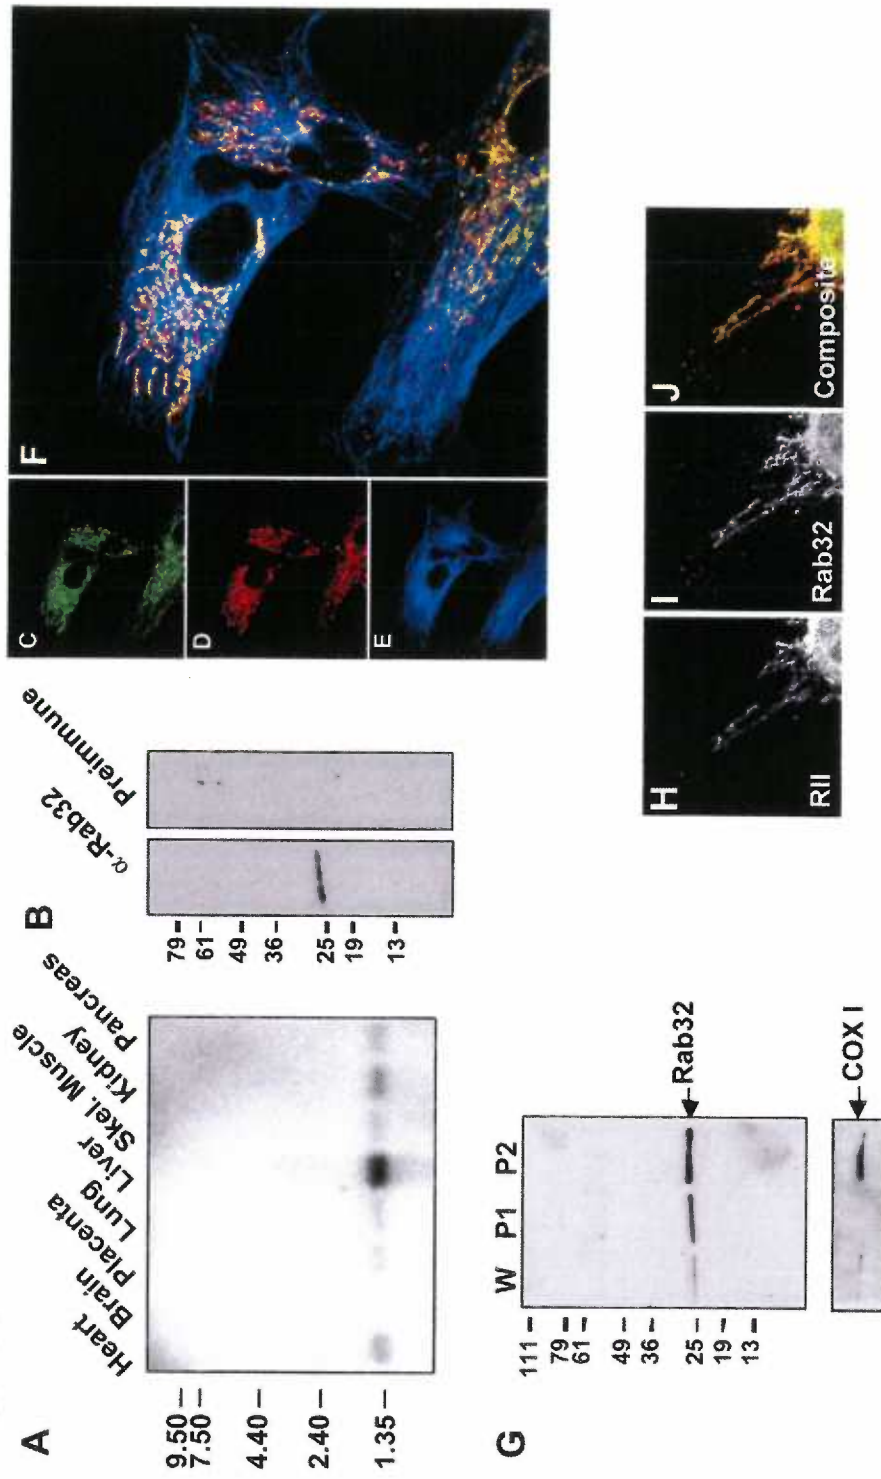 A
Heart
Brain
Placenta
Lung
Liver
Skel. Muscle
Kidney
Pancreas
9.50
7.50
4.40
2.40
1.35
B
α-Rab32
Preimmune
79
61
49
36
25
19
13
C
D
E
F
G
W P1 P2
111
79
61
49
36
25
19
13
Rab32
COX I
H
RII
I
Rab32
J
Composite